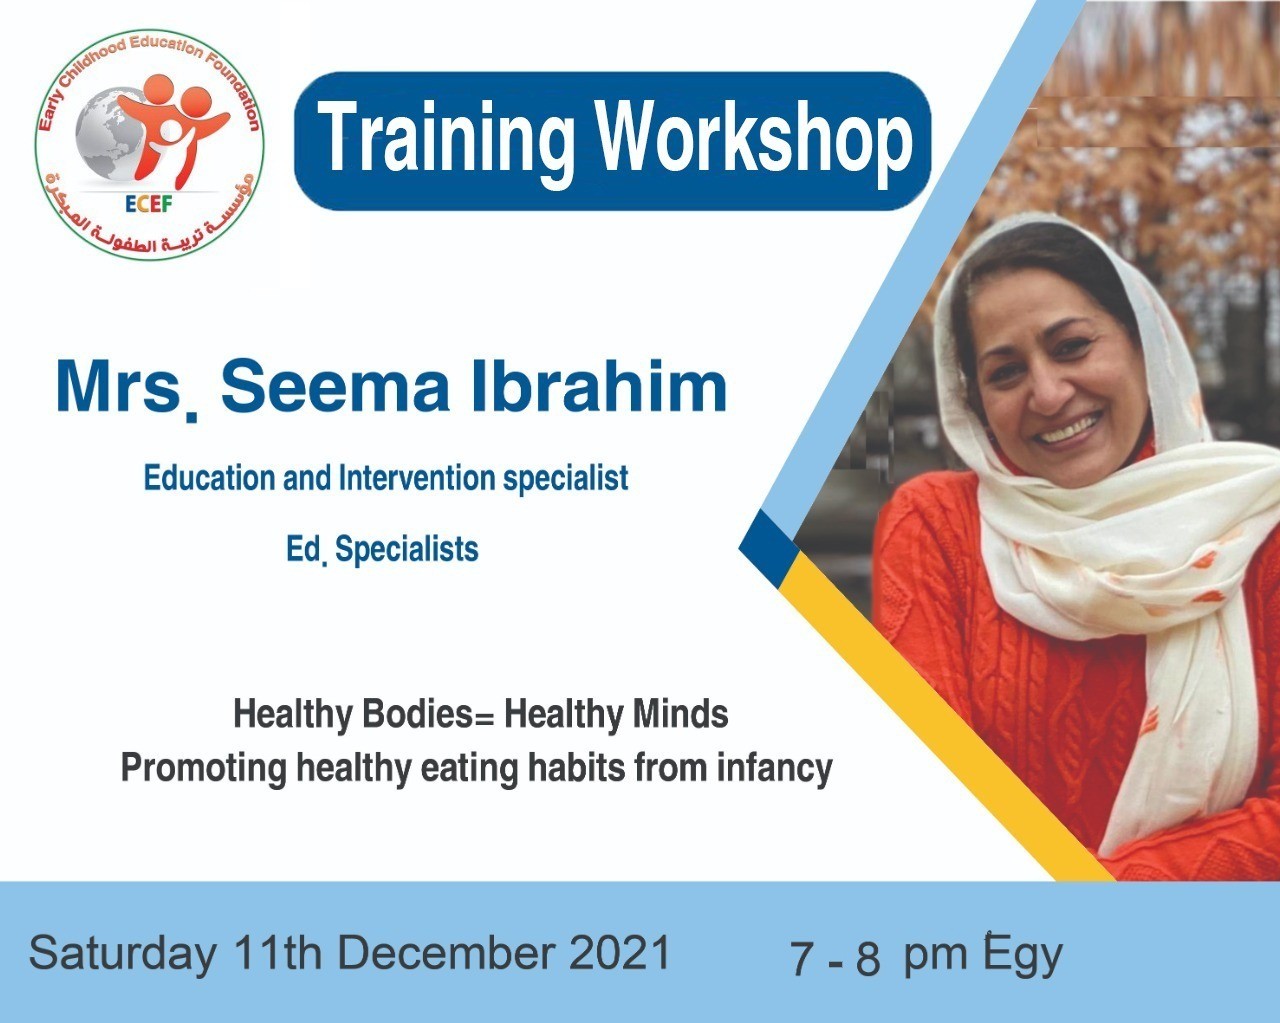 Early Childhood Education Foundation
ECEF
مؤسسة تربية الطفولة المبكرة
Training Workshop
Mrs. Seema Ibrahim
Education and Intervention specialist
Ed. Specialists
Healthy Bodies= Healthy Minds
Promoting healthy eating habits from infancy
Saturday 11th December 2021
7 - 8 pm Egy